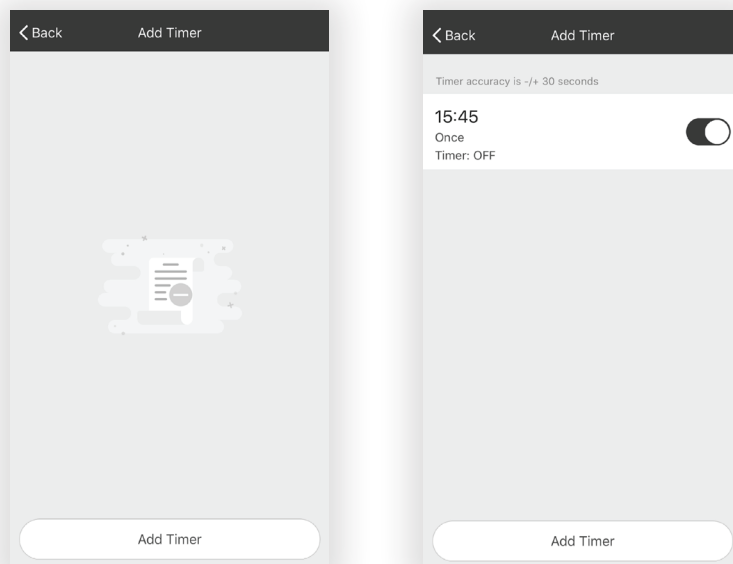 Back
Add Timer
Add Timer
Back
Add Timer
Timer accuracy is -/+ 30 seconds
15:45
Once
Timer: OFF
Add Timer